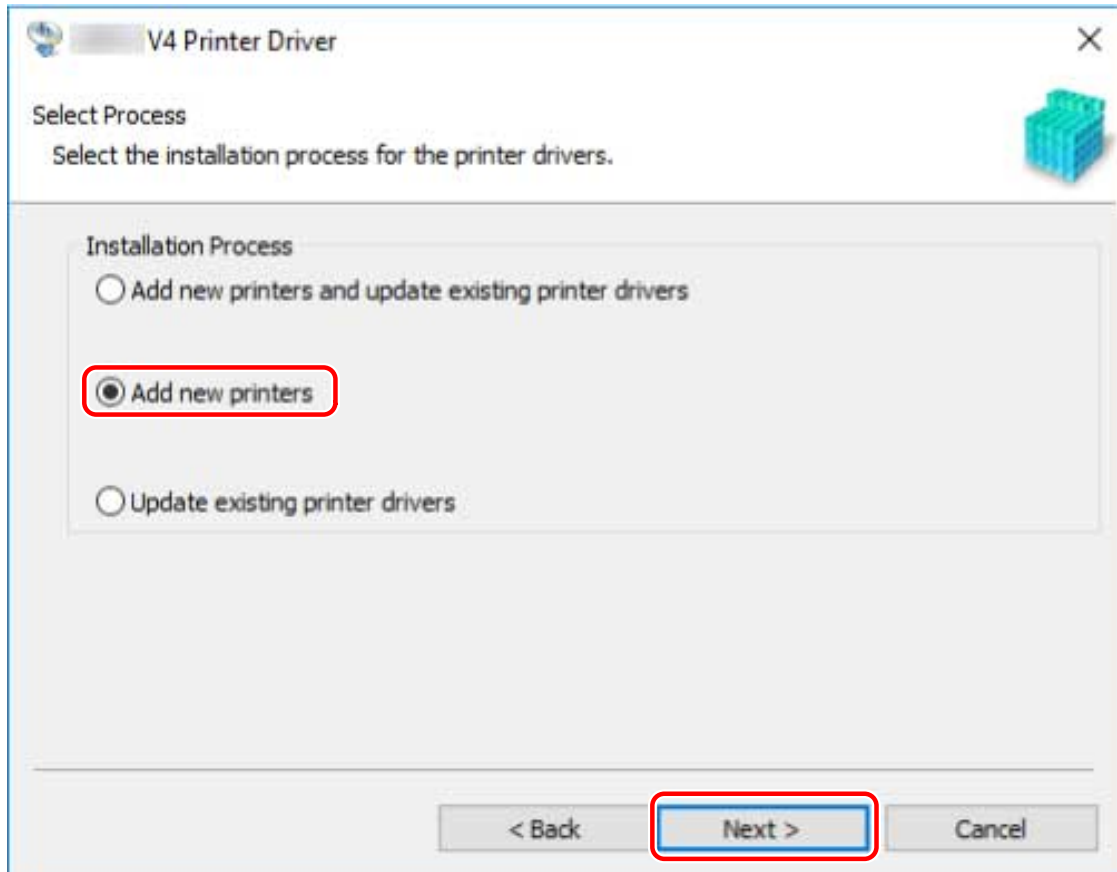 V4 Printer Driver
Select Process
Select the installation process for the printer drivers.
Installation Process
Add new printers and update existing printer drivers
Add new printers
Update existing printer drivers
< Back Next > Cancel